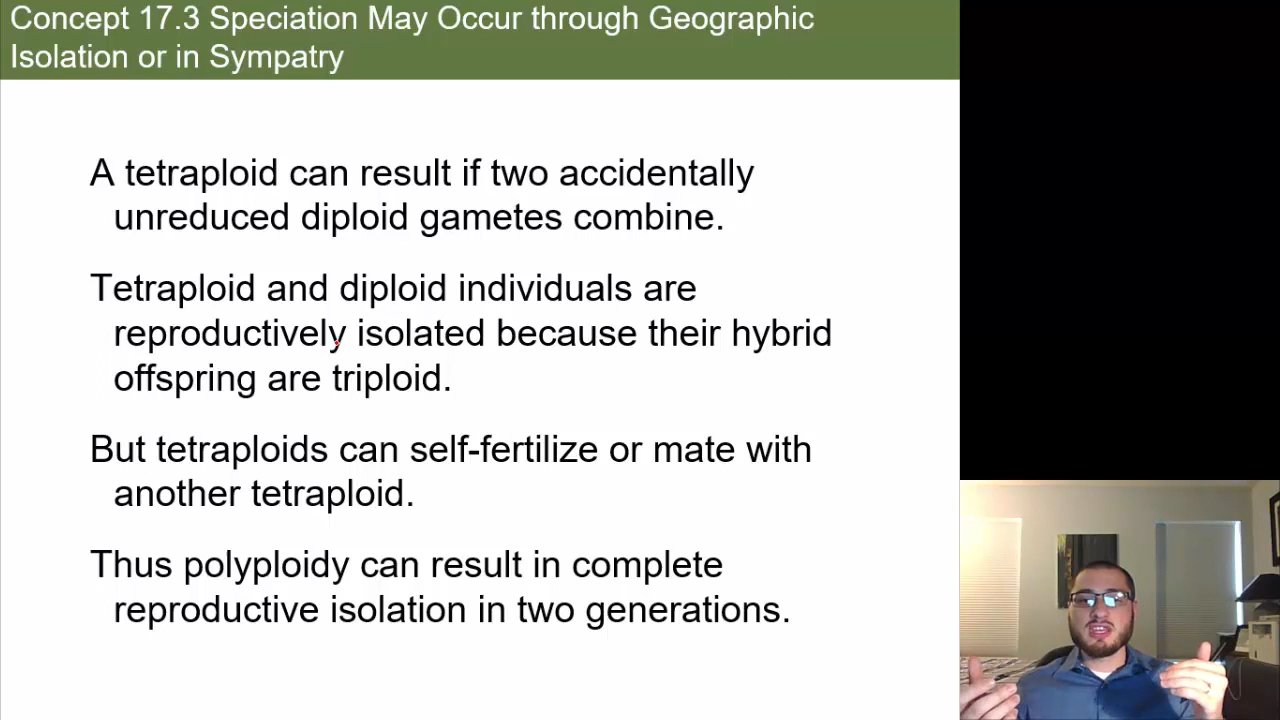 Concept 17.3 Speciation May Occur through Geographic
Isolation or in Sympatry
A tetraploid can result if two accidentally
unreduced diploid gametes combine.
Tetraploid and diploid individuals are
reproductively isolated because their hybrid
offspring are triploid.
But tetraploids can self-fertilize or mate with
another tetraploid.
Thus polyploidy can result in complete
reproductive isolation in two generations.